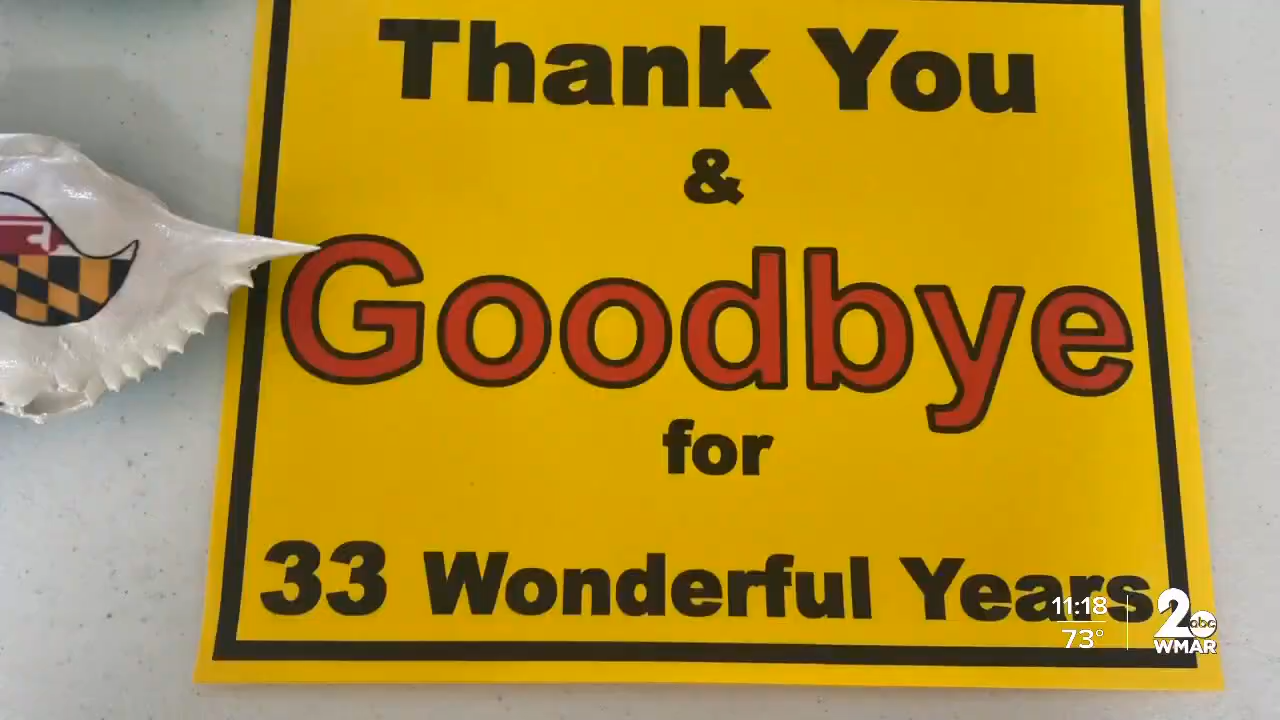 Thank You
&
Goodbye
for
33 Wonderful Years
11:18
73°
2 abc
WMAR